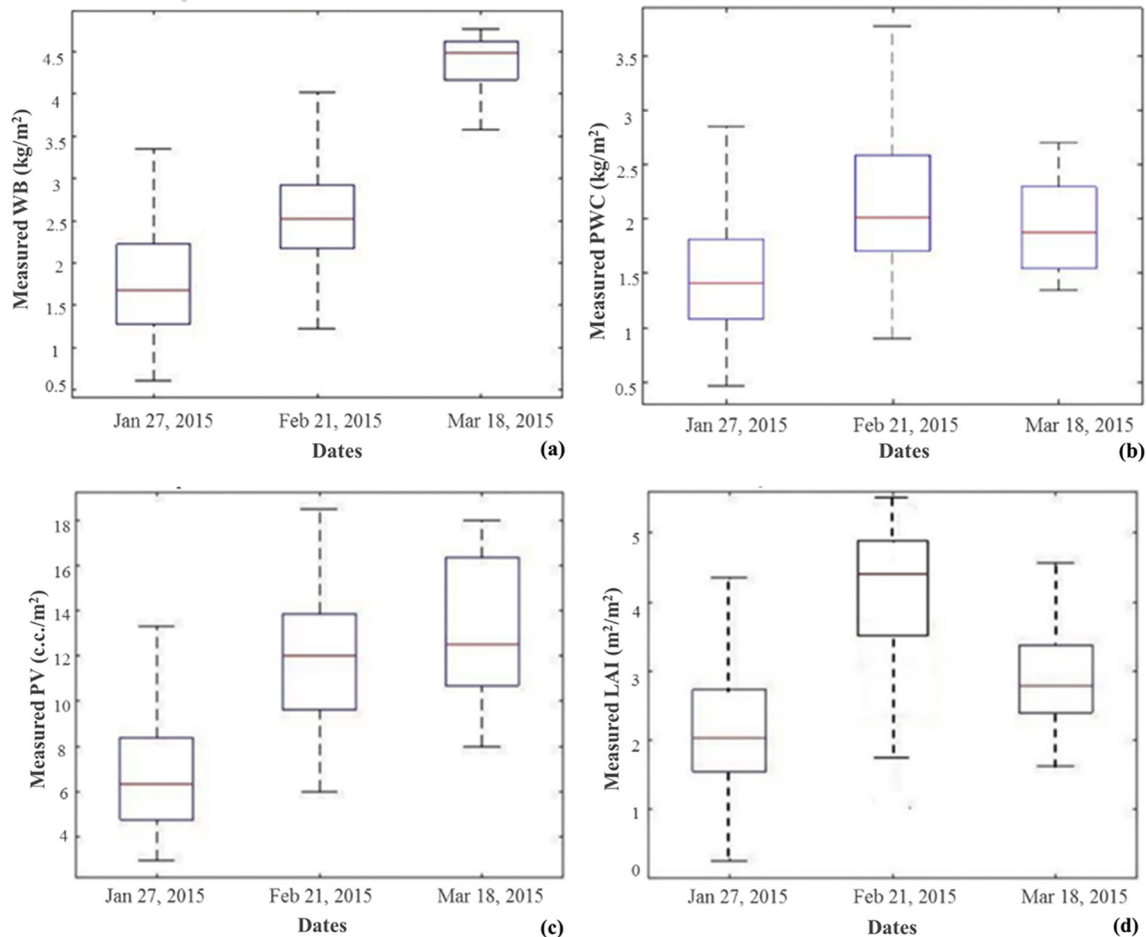 Measured WB (kg/m²)
4.5
4
3.5
3
2.5
2
1.5
1
0.5
Jan 27, 2015 Feb 21, 2015 Mar 18, 2015
Dates
(a)
Measured PWC (kg/m²)
3.5
3
2.5
2
1.5
1
0.5
Jan 27, 2015 Feb 21, 2015 Mar 18, 2015
Dates
(b)
Measured PV (c.c./m²)
18
16
14
12
10
8
6
4
Jan 27, 2015 Feb 21, 2015 Mar 18, 2015
Dates
(c)
Measured LAI (m²/m²)
5
4
3
2
1
0
Jan 27, 2015 Feb 21, 2015 Mar 18, 2015
Dates
(d)